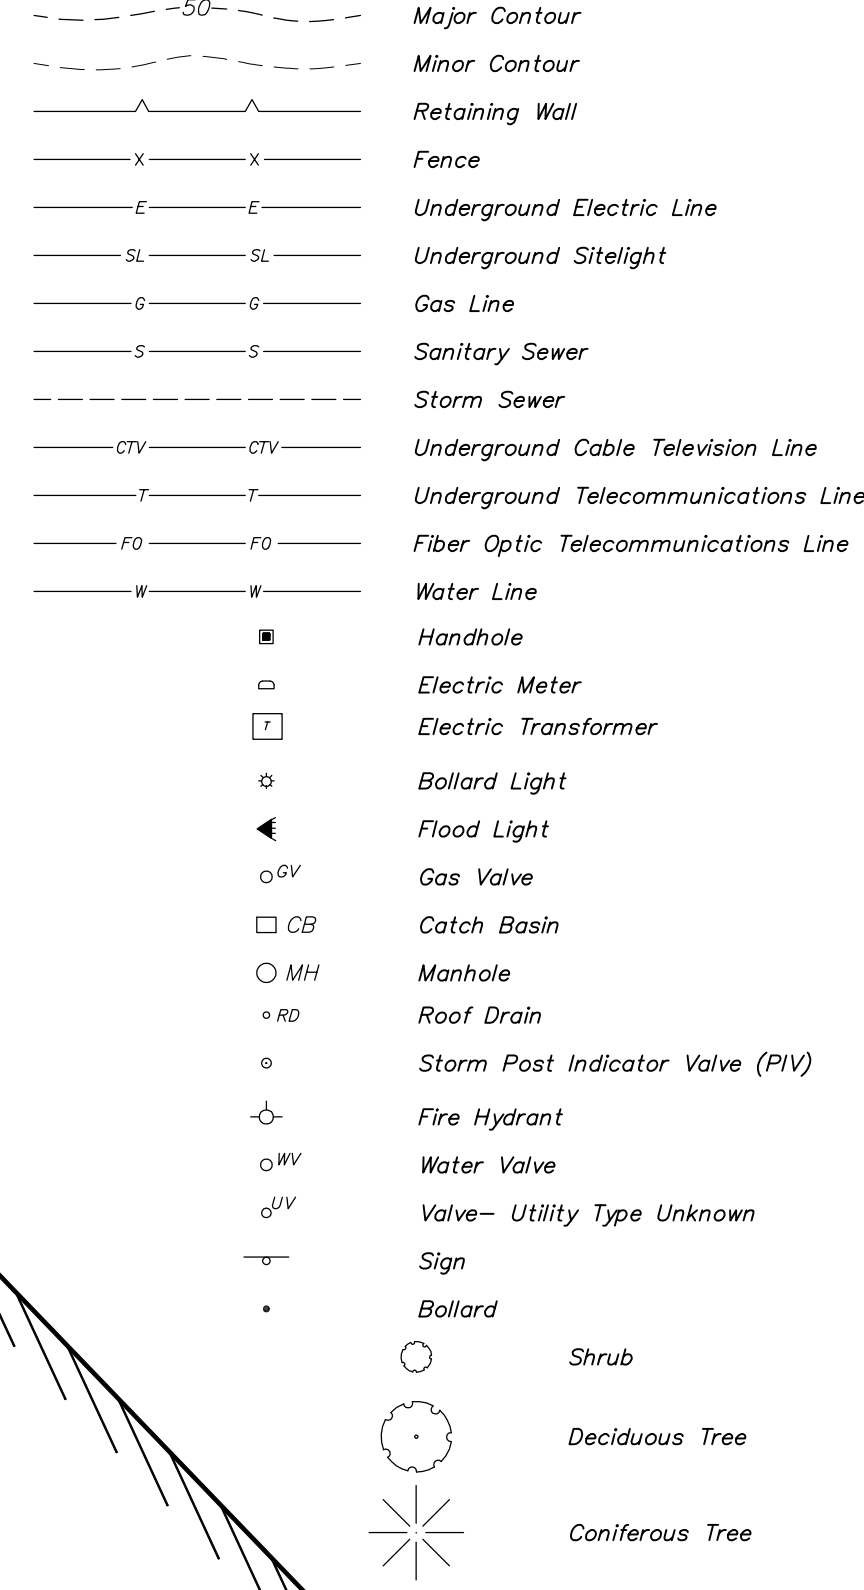 50 Major Contour
Minor Contour
Retaining Wall
X X Fence
E E Underground Electric Line
SL SL Underground Sitelight
G G Gas Line
S S Sanitary Sewer
Storm Sewer
CTV CTV Underground Cable Television Line
T T Underground Telecommunications Line
FO FO Fiber Optic Telecommunications Line
W W Water Line
Handhole
Electric Meter
T Electric Transformer
Bollard Light
Flood Light
GV Gas Valve
CB Catch Basin
MH Manhole
RD Roof Drain
Storm Post Indicator Valve (PIV)
Fire Hydrant
WV Water Valve
UV Valve- Utility Type Unknown
Sign
Bollard
Shrub
Deciduous Tree
Coniferous Tree